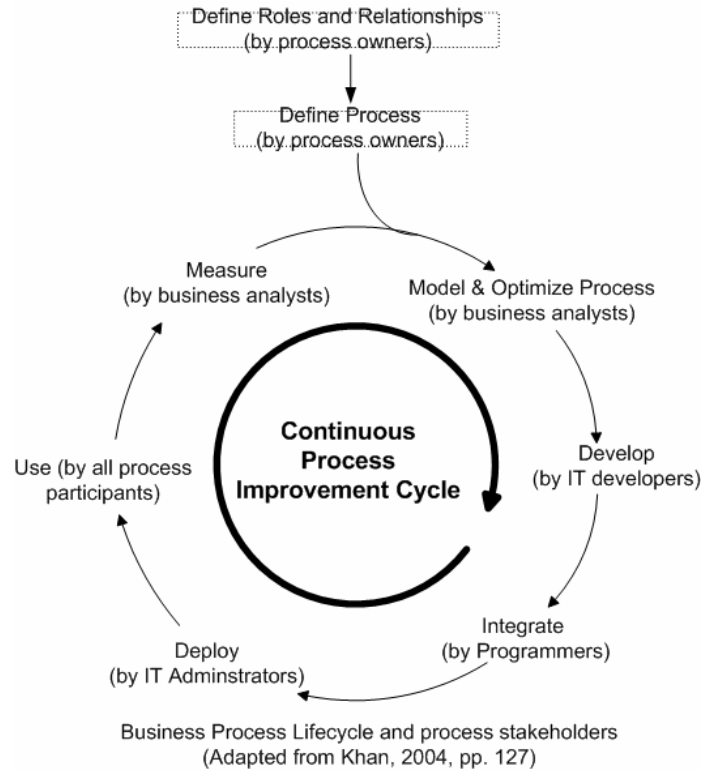 Define Roles and Relationships
(by process owners)
Define Process
(by process owners)
Measure
(by business analysts)
Model & Optimize Process
(by business analysts)
Continuous
Process
Improvement Cycle
Use (by all process
participants)
Develop
(by IT developers)
Integrate
(by Programmers)
Deploy
(by IT Adminstrators)
Business Process Lifecycle and process stakeholders
(Adapted from Khan, 2004, pp. 127)